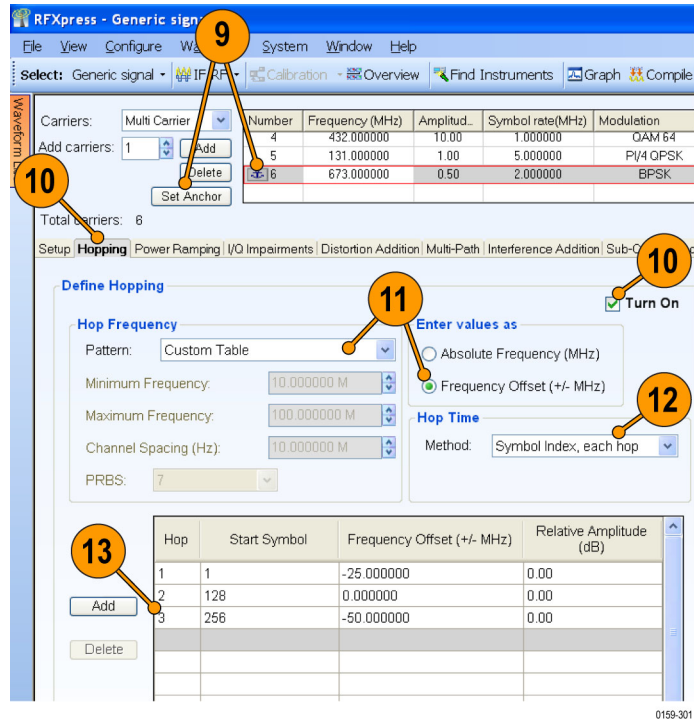 RFXpress - Generic sign
File View Configure W System Window Help
9
Select: Generic signal IF/RF Calibration Overview Find Instruments Graph Compile
Carriers: Multi Carrier
Add carriers: 1 Add
Delete
Set Anchor
Total carriers: 6
Number Frequency (MHz) Amplitud... Symbol rate(MHz) Modulation
4 432.000000 10.00 1.000000 QAM 64
5 131.000000 1.00 5.000000 PI/4 QPSK
6 673.000000 0.50 2.000000 BPSK
10
Setup Hopping Power Ramping I/Q Impairments Distortion Addition Multi-Path Interference Addition
10
Define Hopping
Turn On
11
Hop Frequency
Pattern: Custom Table
Minimum Frequency: 10.000000 M
Maximum Frequency: 100.000000 M
Channel Spacing (Hz): 10.000000 M
PRBS: 7
Enter values as
Absolute Frequency (MHz)
Frequency Offset (+/- MHz)
12
Hop Time
Method: Symbol Index, each hop
13
Add
Delete
Hop Start Symbol Frequency Offset (+/- MHz) Relative Amplitude (dB)
1 1 -25.000000 0.00
2 128 0.000000 0.00
3 256 -50.000000 0.00
0159-301